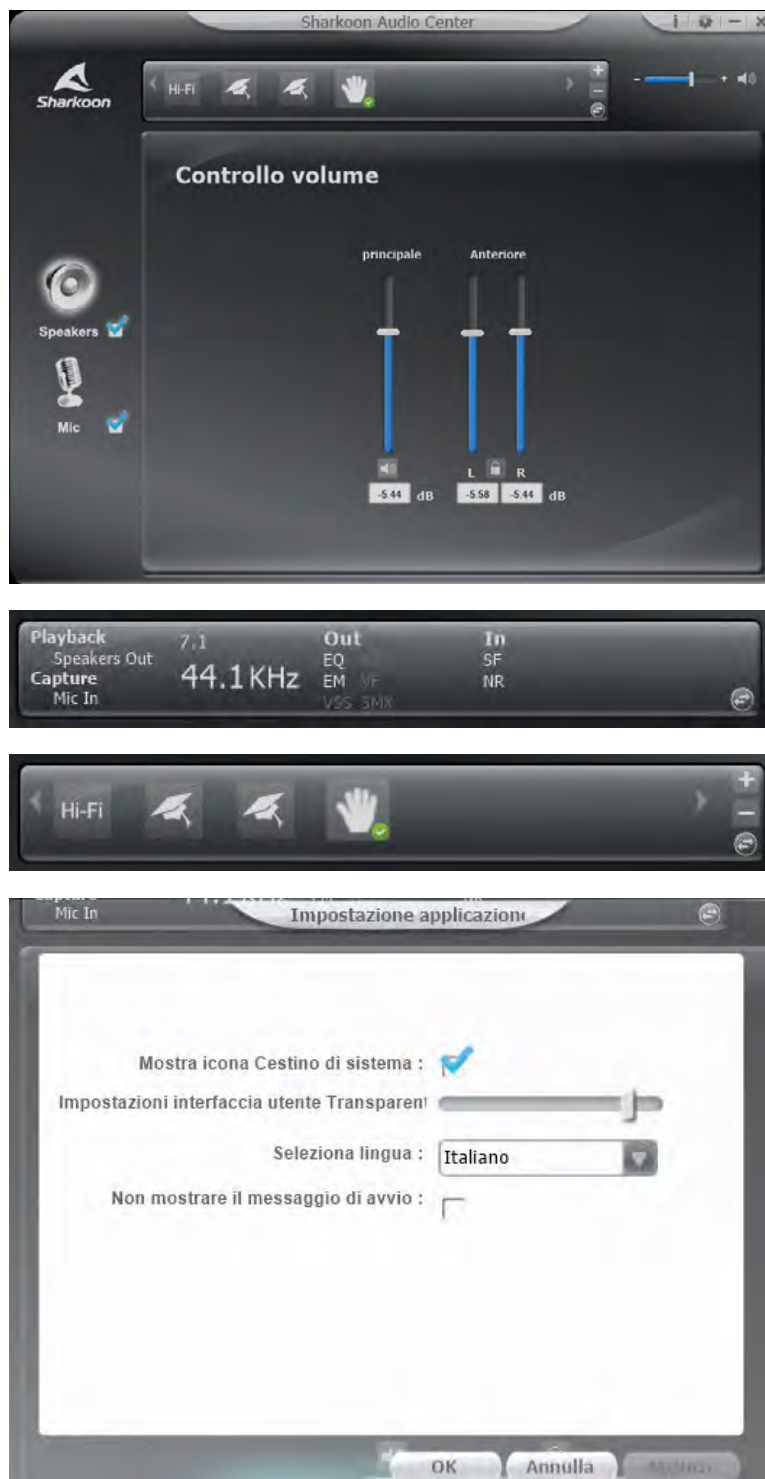 Sharkoon Audio Center
Sharkoon
Hi-Fi
Controllo volume
principale Anteriore
Speakers
Mic
L R
-5.44 dB -5.58 -5.44 dB
Playback 7.1 Out In
Speakers Out EQ SF
Capture 44.1 KHz EM VF NR
Mic In VSS SMX
Hi-Fi
Mic In Impostazione applicazione
Mostra icona Cestino di sistema :
Impostazioni interfaccia utente Transparent
Seleziona lingua : Italiano
Non mostrare il messaggio di avvio :
OK Annulla